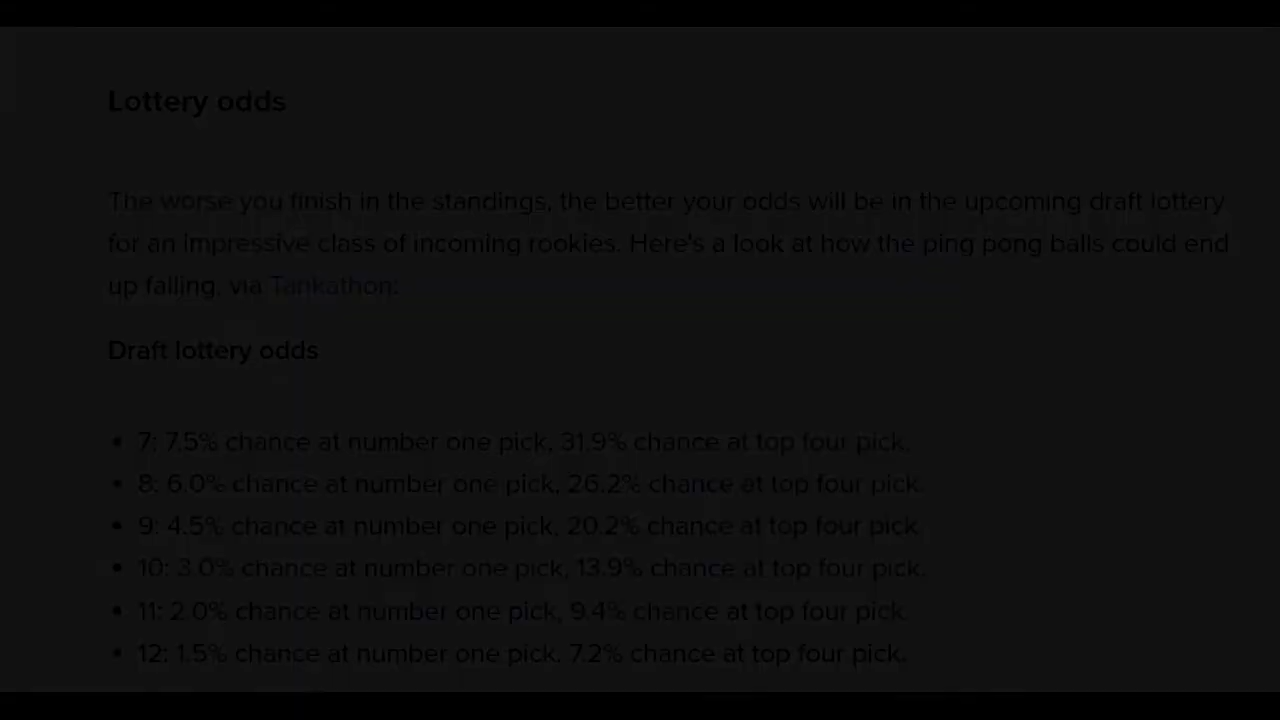 Lottery odds
The worse you finish in the standings, the better your odds will be in the upcoming draft lottery
for an impressive class of incoming rookies. Here's a look at how the ping pong balls could end
up falling, via Tankathon:
Draft lottery odds
• 7: 7.5% chance at number one pick, 31.9% chance at top four pick.
• 8: 6.0% chance at number one pick, 26.2% chance at top four pick.
• 9: 4.5% chance at number one pick, 20.2% chance at top four pick.
• 10: 3.0% chance at number one pick, 13.9% chance at top four pick.
• 11: 2.0% chance at number one pick, 9.4% chance at top four pick.
• 12: 1.5% chance at number one pick, 7.2% chance at top four pick.